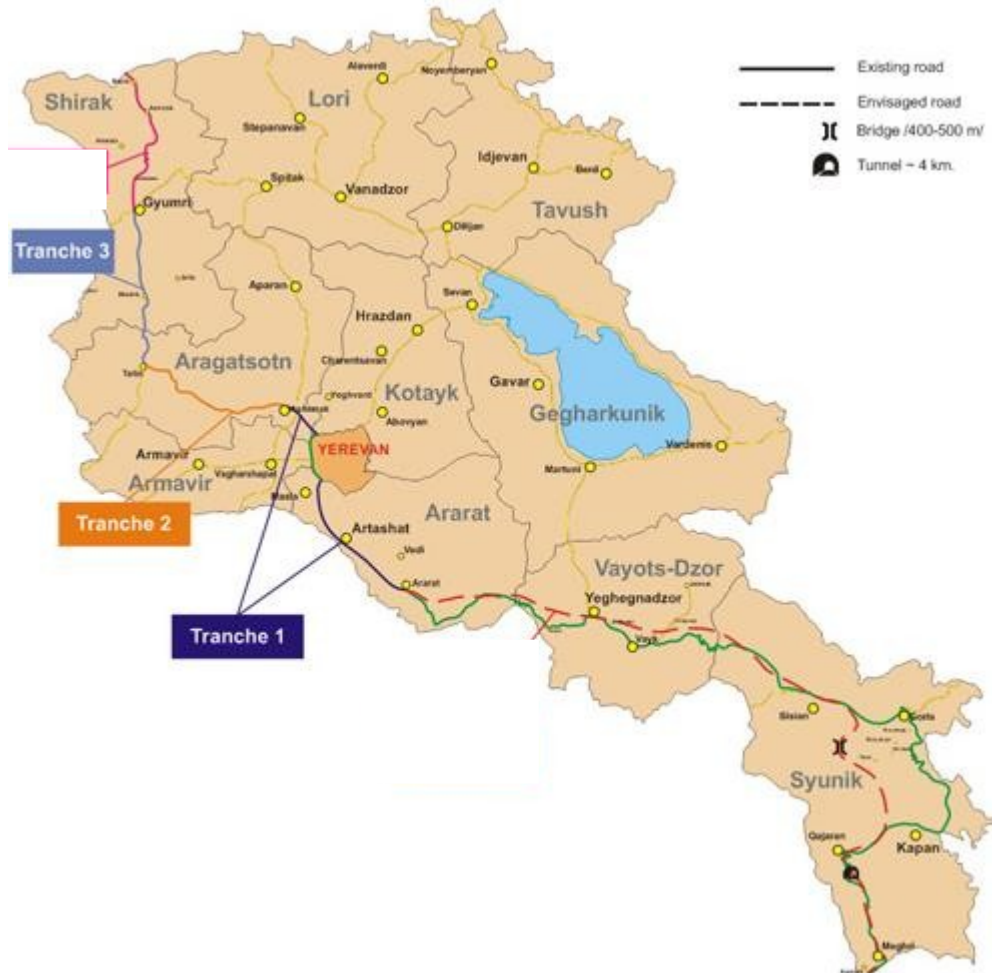 Alaverdi
Noyemberyan
Existing road
Shirak
Lori
Envisaged road
Stepanavan
Bridge /400-500 m/
Idjevan
Berd
Tunnel ~ 4 km.
Spitak
Vanadzor
Gyumri
Tavush
Dilijan
Tranche 3
Aparan
Sevan
Hrazdan
Aragatsotn
Charentsavan
Kotayk
Gavar
Yeghvard
Gegharkunik
Abovyan
YEREVAN
Vardenis
Armavir
Vagharshapat
Martuni
Armavir
Masis
Ararat
Tranche 2
Artashat
Vedi
Vayots-Dzor
Ararat
Yeghegnadzor
Tranche 1
Vayk
Sisian
Goris
Syunik
Qajaran
Kapan
Meghri